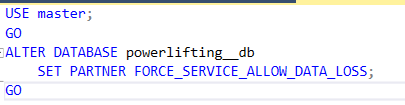 USE master;
GO
ALTER DATABASE powerlifting__db
SET PARTNER FORCE_SERVICE_ALLOW_DATA_LOSS;
GO